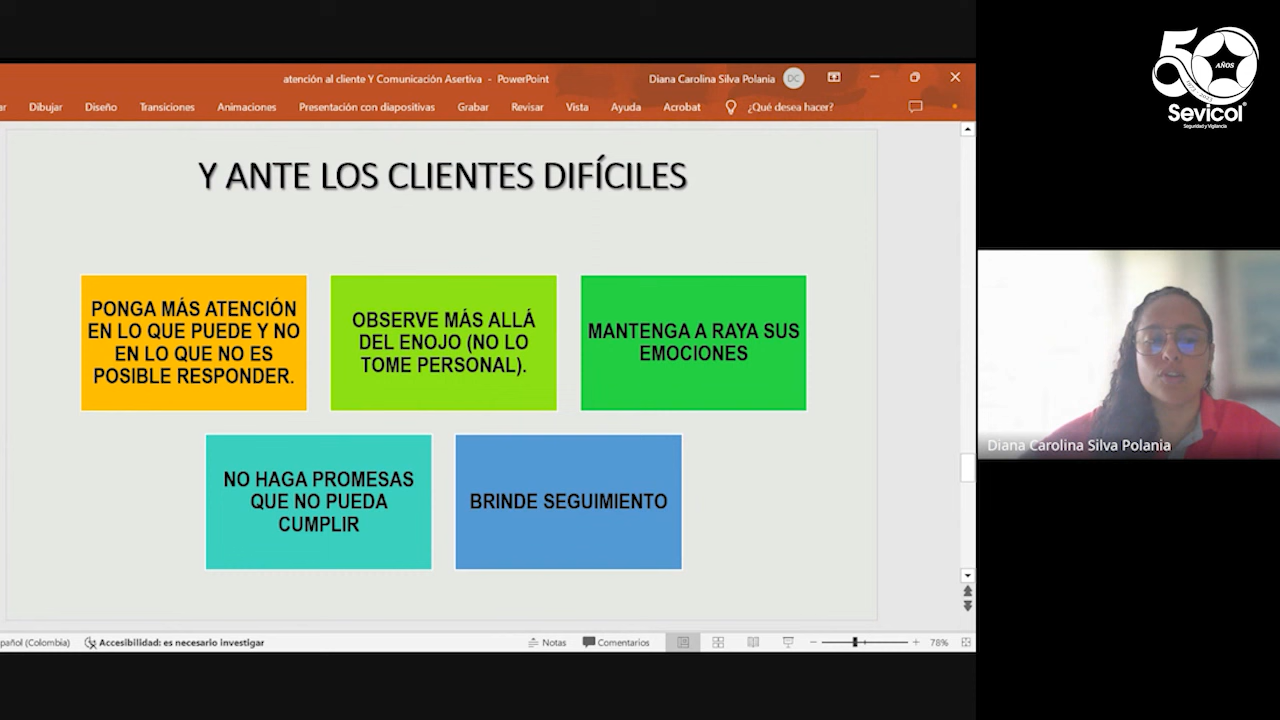 50
AÑOS
Sevicol
Seguridad y Vigilancia
atención al cliente Y Comunicación Asertiva - PowerPoint
Diana Carolina Silva Polania
DC
ar Dibujar Diseño Transiciones Animaciones Presentación con diapositivas Grabar Revisar Vista Ayuda Acrobat ¿Qué desea hacer?
Y ANTE LOS CLIENTES DIFÍCILES
PONGA MÁS ATENCIÓN
EN LO QUE PUEDE Y NO
EN LO QUE NO ES
POSIBLE RESPONDER.
OBSERVE MÁS ALLÁ
DEL ENOJO (NO LO
TOME PERSONAL).
MANTENGA A RAYA SUS
EMOCIONES
NO HAGA PROMESAS
QUE NO PUEDA
CUMPLIR
BRINDE SEGUIMIENTO
Diana Carolina Silva Polania
pañol (Colombia) Accesibilidad: es necesario investigar Notas Comentarios 78%